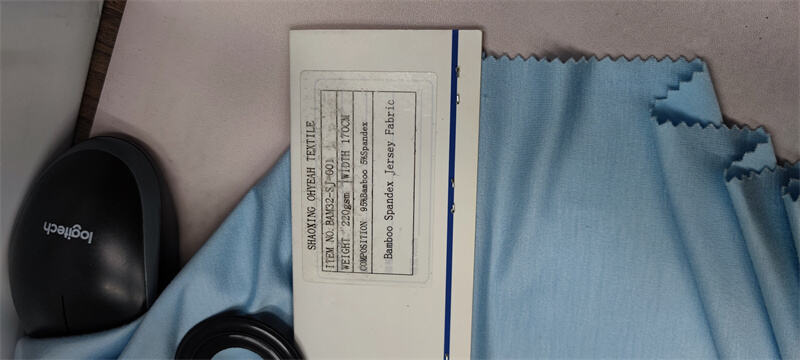 SHAOXING OHYEAH TEXTILE
ITEM NO. BAM32-SJ-001
WEIGHT 220gsm WIDTH 170CM
COMPOSITION 95%Bamboo 5%Spandex
Bamboo Spandex Jersey Fabric
logitech